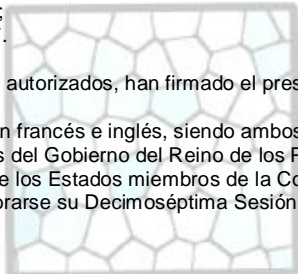 ;
.
autorizados, han firmado el pres
n francés e inglés, siendo ambos
s del Gobierno del Reino de los P
e los Estados miembros de la Co
orarse su Decimoséptima Sesión